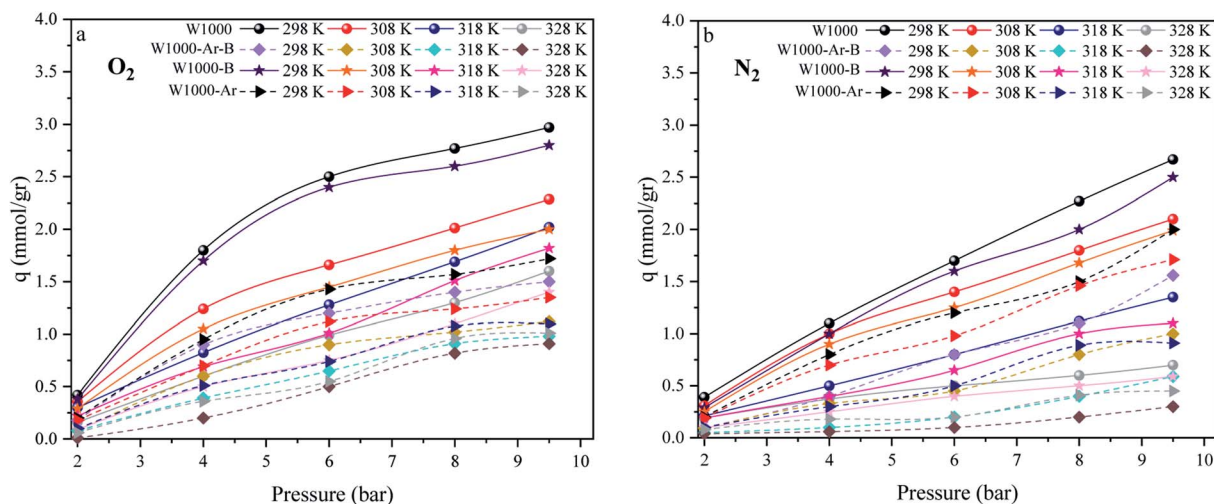 a
O₂
W1000 298 K 308 K 318 K 328 K
W1000-Ar-B 298 K 308 K 318 K 328 K
W1000-B 298 K 308 K 318 K 328 K
W1000-Ar 298 K 308 K 318 K 328 K
4.0
3.5
3.0
2.5
2.0
1.5
1.0
0.5
0.0
q (mmol/gr)
2 3 4 5 6 7 8 9 10
Pressure (bar)
b
N₂
W1000 298 K 308 K 318 K 328 K
W1000-Ar-B 298 K 308 K 318 K 328 K
W1000-B 298 K 308 K 318 K 328 K
W1000-Ar 298 K 308 K 318 K 328 K
4.0
3.5
3.0
2.5
2.0
1.5
1.0
0.5
0.0
q (mmol/gr)
2 3 4 5 6 7 8 9 10
Pressure (bar)